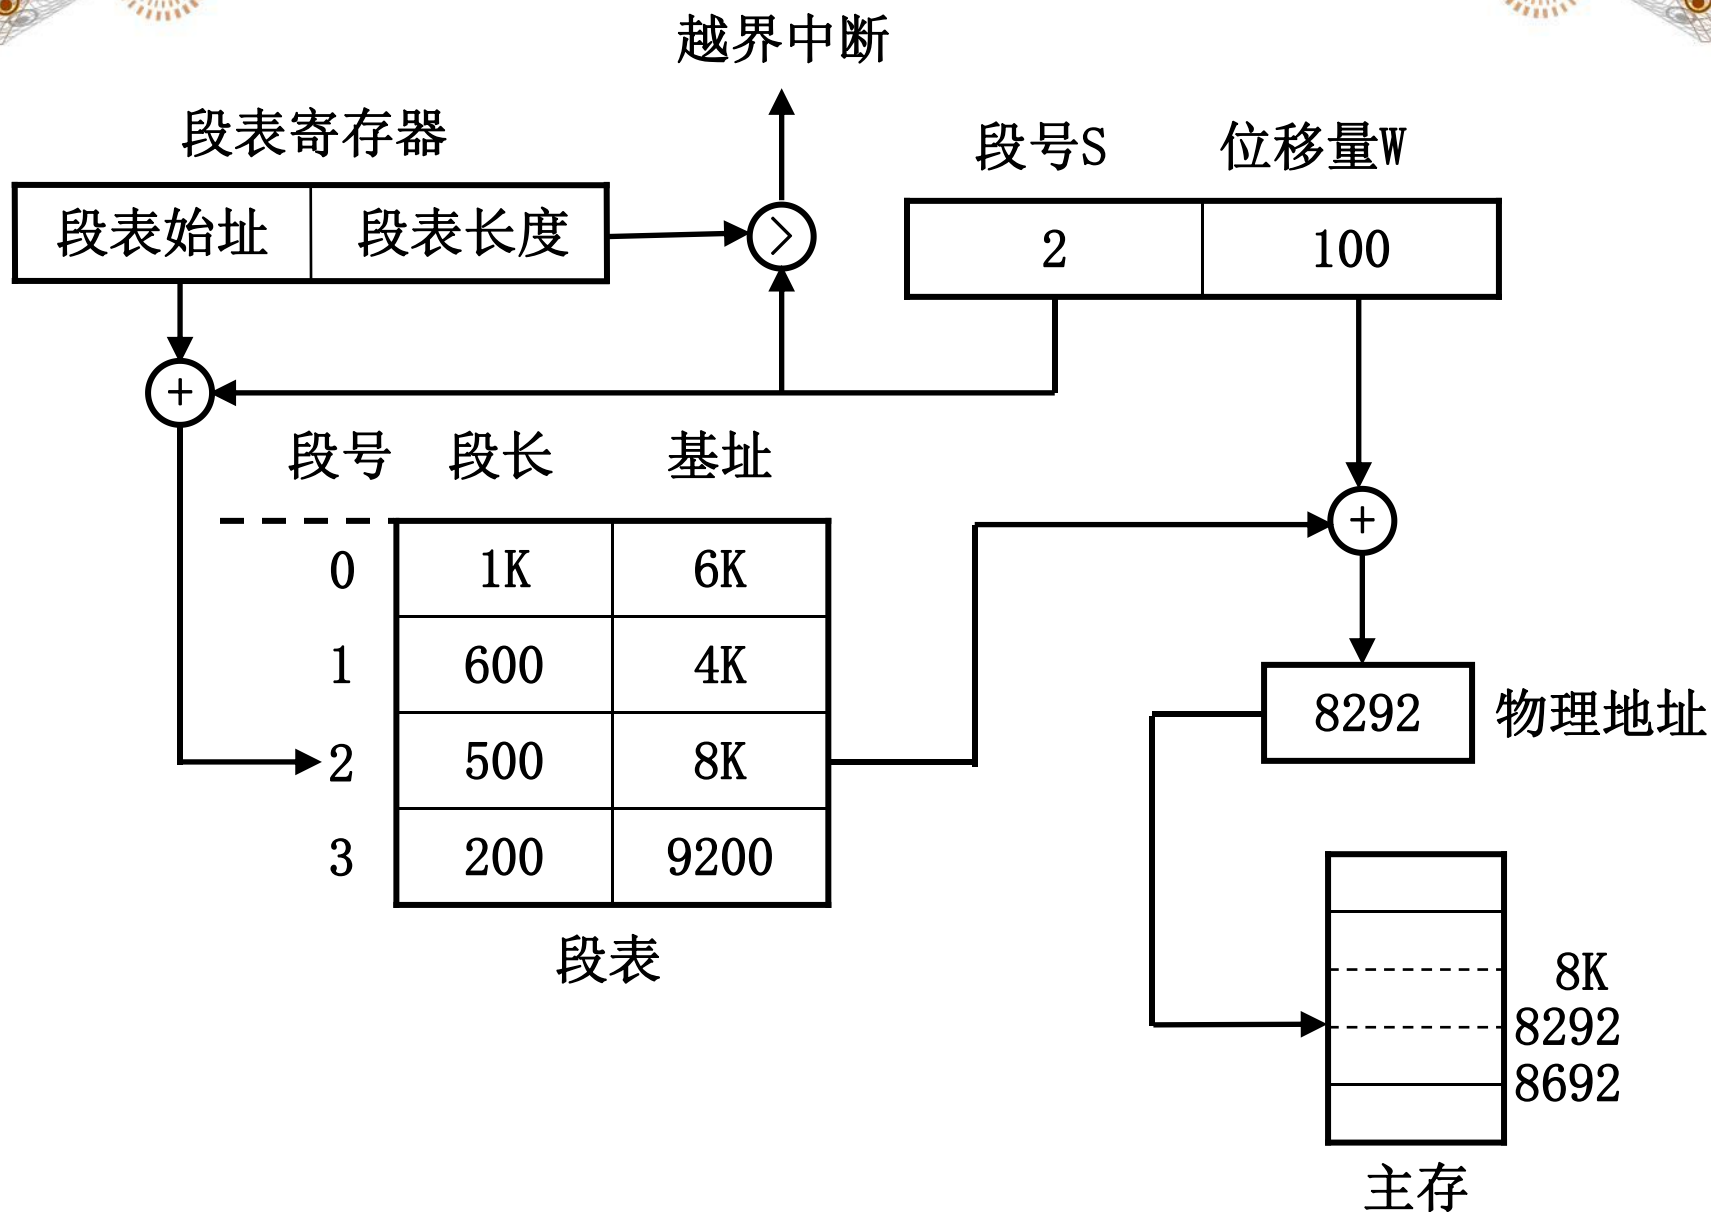 越界中断
段表寄存器
段号S 位移量W
段表始址 段表长度
>
2 100
+
段号 段长 基址
+
0 1K 6K
1 600 4K
2 500 8K
3 200 9200
8292 物理地址
段表
8K
8292
8692
主存